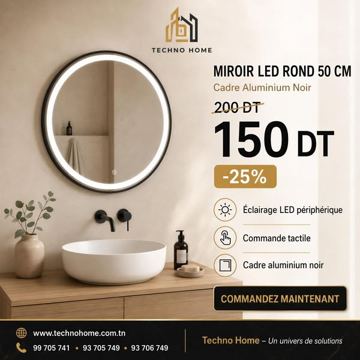 TECHNO HOME
MIROIR LED ROND 50 CM
Cadre Aluminium Noir
200 DT
150 DT
-25%
Éclairage LED périphérique
Commande tactile
Cadre aluminium noir
COMMANDEZ MAINTENANT
www.technohome.com.tn
99 705 741 • 93 705 749 • 93 706 749
Techno Home – Un univers de solutions